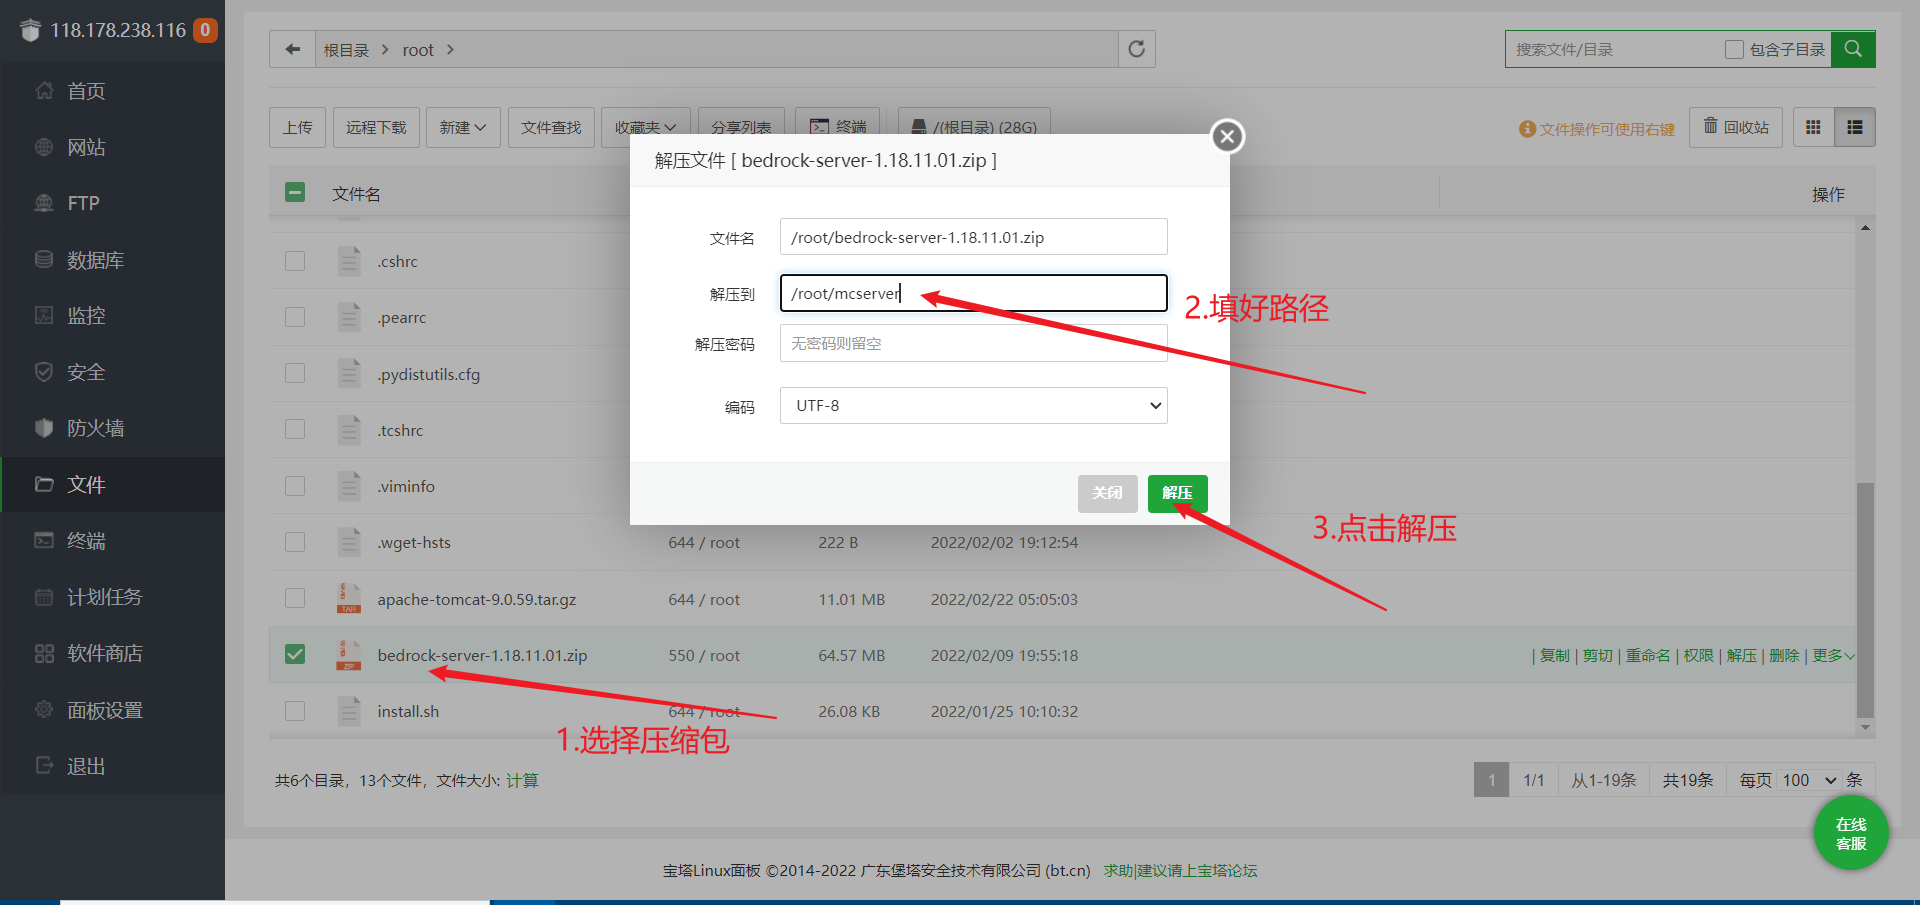 118.178.238.116 0
首页
网站
FTP
数据库
监控
安全
防火墙
文件
终端
计划任务
软件商店
面板设置
退出
根目录 > root >
搜索文件/目录 包含子目录
上传 远程下载 新建 文件查找 收藏夹 分享列表 终端 /(根目录) (28G)
文件操作可使用右键 回收站
文件名 操作
.cshrc
.pearrc
.pydistutils.cfg
.tcshrc
.viminfo
.wget-hsts 644 / root 222 B 2022/02/02 19:12:54
apache-tomcat-9.0.59.tar.gz 644 / root 11.01 MB 2022/02/22 05:05:03
TAR
bedrock-server-1.18.11.01.zip 550 / root 64.57 MB 2022/02/09 19:55:18 | 复制 | 剪切 | 重命名 | 权限 | 解压 | 删除 | 更多
ZIP
install.sh 644 / root 26.08 KB 2022/01/25 10:10:32
解压文件 [ bedrock-server-1.18.11.01.zip ]
文件名 /root/bedrock-server-1.18.11.01.zip
解压到 /root/mcserver
解压密码 无密码则留空
编码 UTF-8
关闭 解压
1.选择压缩包
2.填好路径
3.点击解压
共6个目录，13个文件，文件大小: 计算
1 1/1 从1-19条 共19条 每页 100 条
在线
客服
宝塔Linux面板 ©2014-2022 广东堡塔安全技术有限公司 (bt.cn) 求助|建议请上宝塔论坛